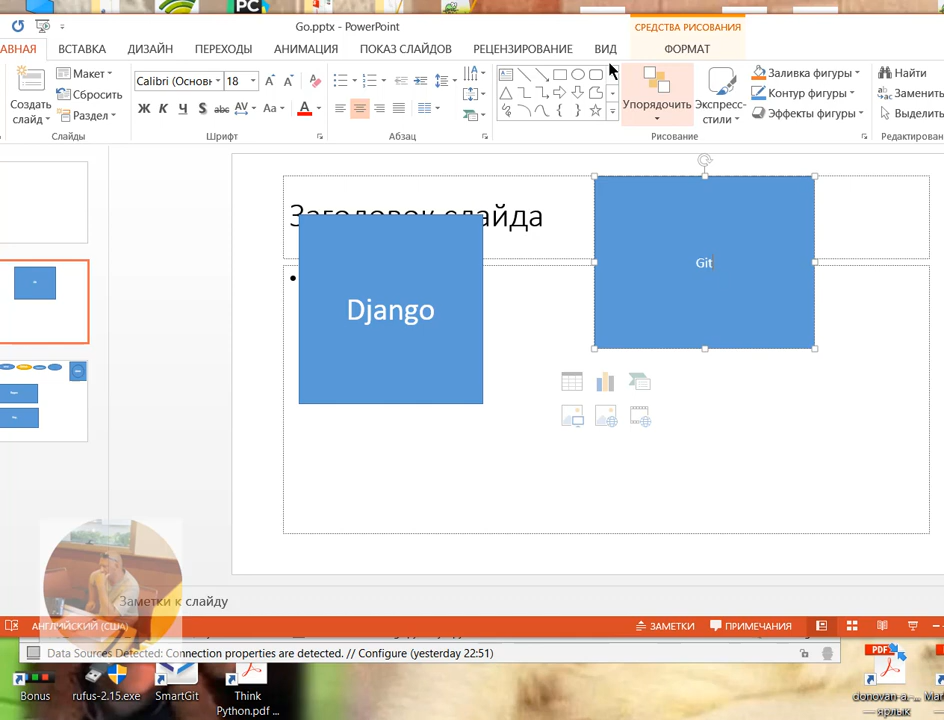 PC
Go.pptx - PowerPoint
СРЕДСТВА РИСОВАНИЯ
АВНАЯ ВСТАВКА ДИЗАЙН ПЕРЕХОДЫ АНИМАЦИЯ ПОКАЗ СЛАЙДОВ РЕЦЕНЗИРОВАНИЕ ВИД ФОРМАТ
Создать слайд
Макет
Сбросить
Раздел
Слайды
Calibri (Основн 18
Ж К Ч S abc AV Aa А
Шрифт
Абзац
Упорядочить
Экспресс-
стили
Заливка фигуры
Контур фигуры
Эффекты фигуры
Рисование
Найти
Заменить
Выделить
Редактирован
Заголовок слайда
Django
Git
Заметки к слайду
АНГЛИЙСКИЙ (США)
ЗАМЕТКИ ПРИМЕЧАНИЯ
Data Sources Detected: Connection properties are detected. // Configure (yesterday 22:51)
Bonus
rufus-2.15.exe
SmartGit
Think
Python.pdf ...
PDF
donovan-a.-...
— ярлык